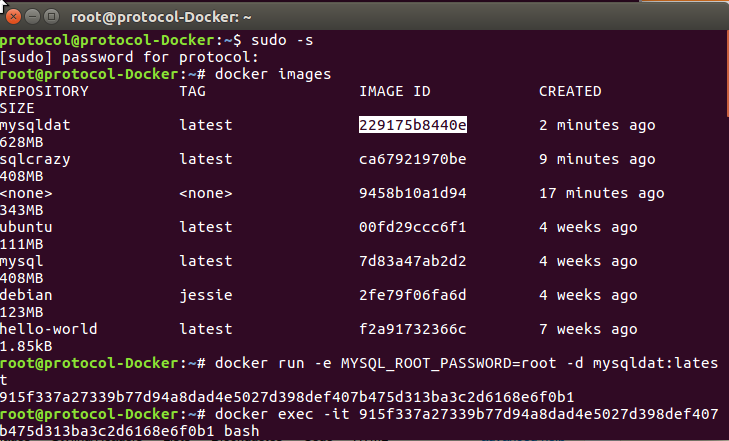 root@protocol-Docker: ~
protocol@protocol-Docker:~$ sudo -s
[sudo] password for protocol:
root@protocol-Docker:~# docker images
REPOSITORY TAG IMAGE ID CREATED
SIZE
mysqldat latest 229175b8440e 2 minutes ago
628MB
sqlcrazy latest ca67921970be 9 minutes ago
408MB
<none> <none> 9458b10a1d94 17 minutes ago
343MB
ubuntu latest 00fd29ccc6f1 4 weeks ago
111MB
mysql latest 7d83a47ab2d2 4 weeks ago
408MB
debian jessie 2fe79f06fa6d 4 weeks ago
123MB
hello-world latest f2a91732366c 7 weeks ago
1.85kB
root@protocol-Docker:~# docker run -e MYSQL_ROOT_PASSWORD=root -d mysqldat:lates
t
915f337a27339b77d94a8dad4e5027d398def407b475d313ba3c2d6168e6f0b1
root@protocol-Docker:~# docker exec -it 915f337a27339b77d94a8dad4e5027d398def407
b475d313ba3c2d6168e6f0b1 bash